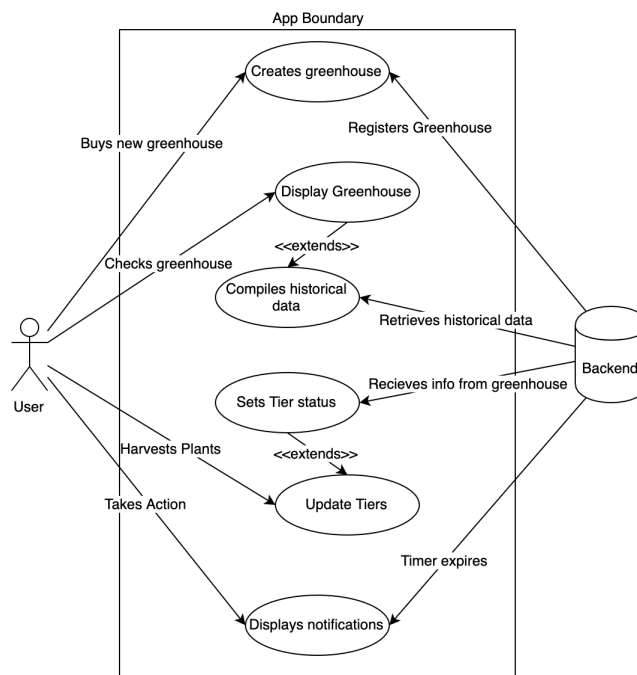 App Boundary
Creates greenhouse
Registers Greenhouse
Buys new greenhouse
Display Greenhouse
<<extends>>
Checks greenhouse
Compiles historical
data
Retrieves historical data
Backend
Recieves info from greenhouse
User
Sets Tier status
Harvests Plants
<<extends>>
Takes Action
Update Tiers
Timer expires
Displays notifications